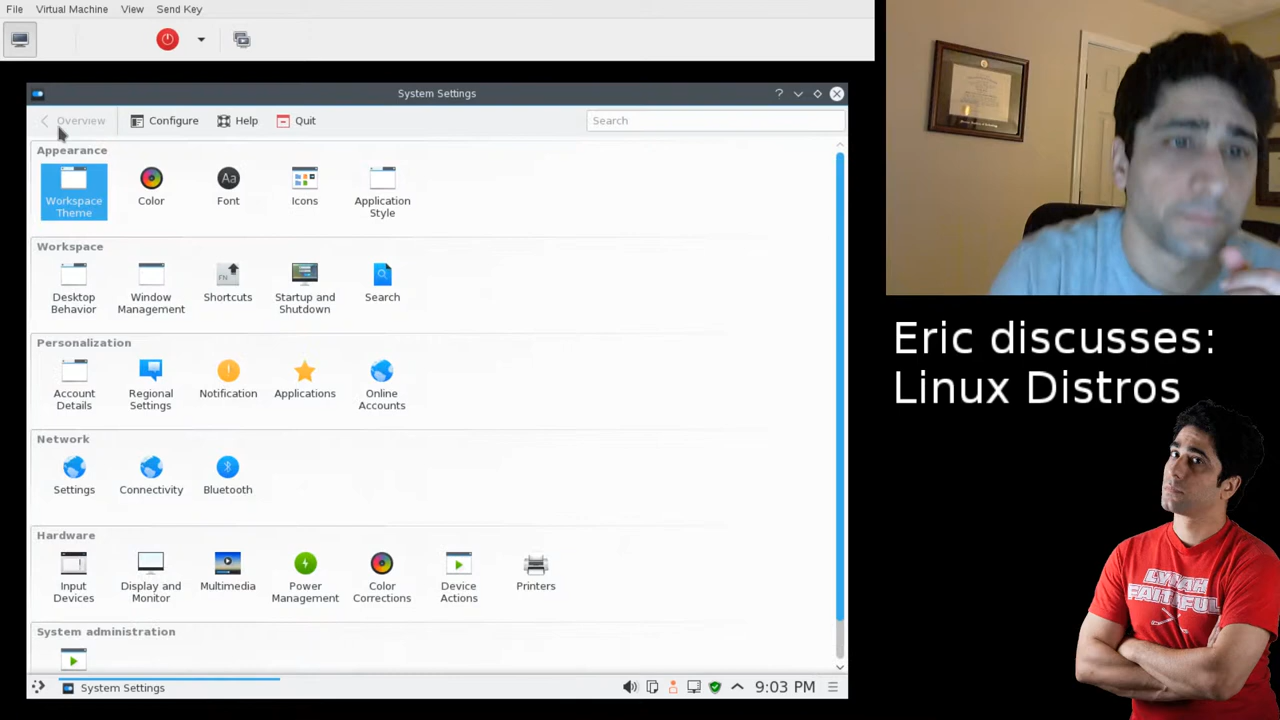 File Virtual Machine View Send Key
System Settings
Overview Configure Help Quit Search
Appearance
Workspace Theme
Color
Aa
Font
Icons
Application Style
Workspace
Desktop Behavior
Window Management
FN
Shortcuts
Startup and Shutdown
Search
Personalization
Account Details
Regional Settings
Notification
Applications
Online Accounts
Network
Settings
Connectivity
Bluetooth
Hardware
Input Devices
Display and Monitor
Multimedia
Power Management
Color Corrections
Device Actions
Printers
System administration
System Settings
9:03 PM
Eric discusses:
Linux Distros
FAITHFUL